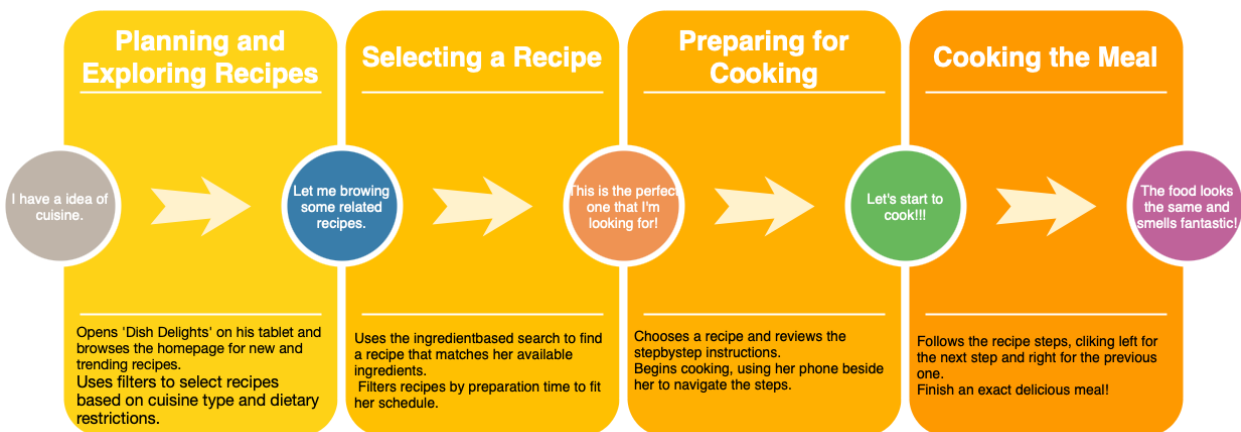 Planning and
Exploring Recipes
Selecting a Recipe
Preparing for
Cooking
Cooking the Meal
I have a idea of
cuisine.
Let me browing
some related
recipes.
This is the perfect
one that I'm
looking for!
Let's start to
cook!!!
The food looks
the same and
smells fantastic!
Opens 'Dish Delights' on his tablet and
browses the homepage for new and
trending recipes.
Uses filters to select recipes
based on cuisine type and dietary
restrictions.
Uses the ingredientbased search to find
a recipe that matches her available
ingredients.
Filters recipes by preparation time to fit
her schedule.
Chooses a recipe and reviews the
stepbystep instructions.
Begins cooking, using her phone beside
her to navigate the steps.
Follows the recipe steps, cliking left for
the next step and right for the previous
one.
Finish an exact delicious meal!